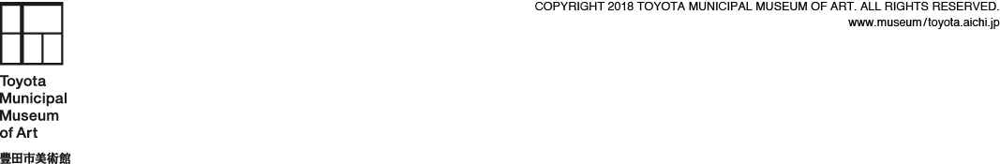 COPYRIGHT 2018 TOYOTA MUNICIPAL MUSEUM OF ART. ALL RIGHTS RESERVED.
www.museum/toyota.aichi.jp
Toyota
Municipal
Museum
of Art
豊田市美術館